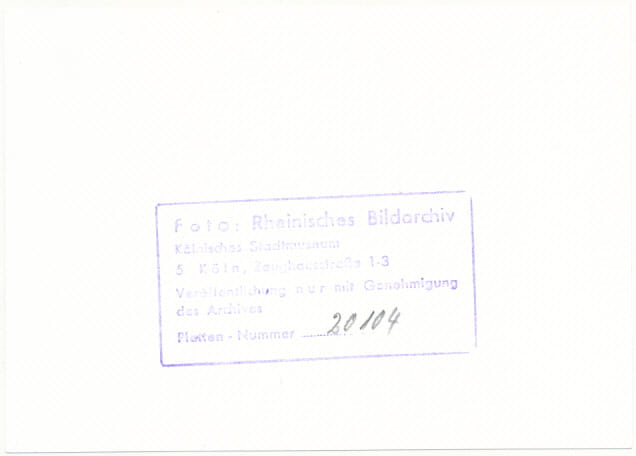 Foto: Rheinisches Bildarchiv
Kölnisches Stadtmuseum
5 Köln, Zeughausstraße 1-3
Veröffentlichung nur mit Genehmigung
des Archives
Platten - Nummer 20104